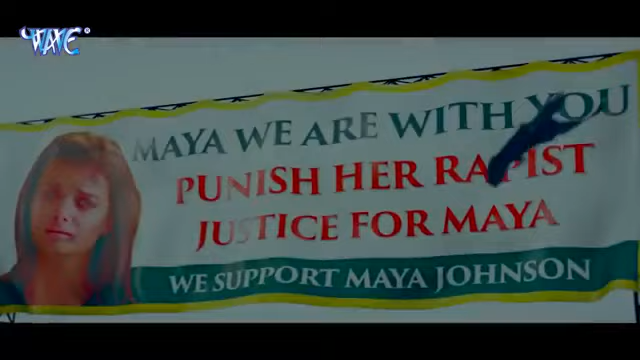 WAVE
MAYA WE ARE WITH YOU
PUNISH HER RAPIST
JUSTICE FOR MAYA
WE SUPPORT MAYA JOHNSON